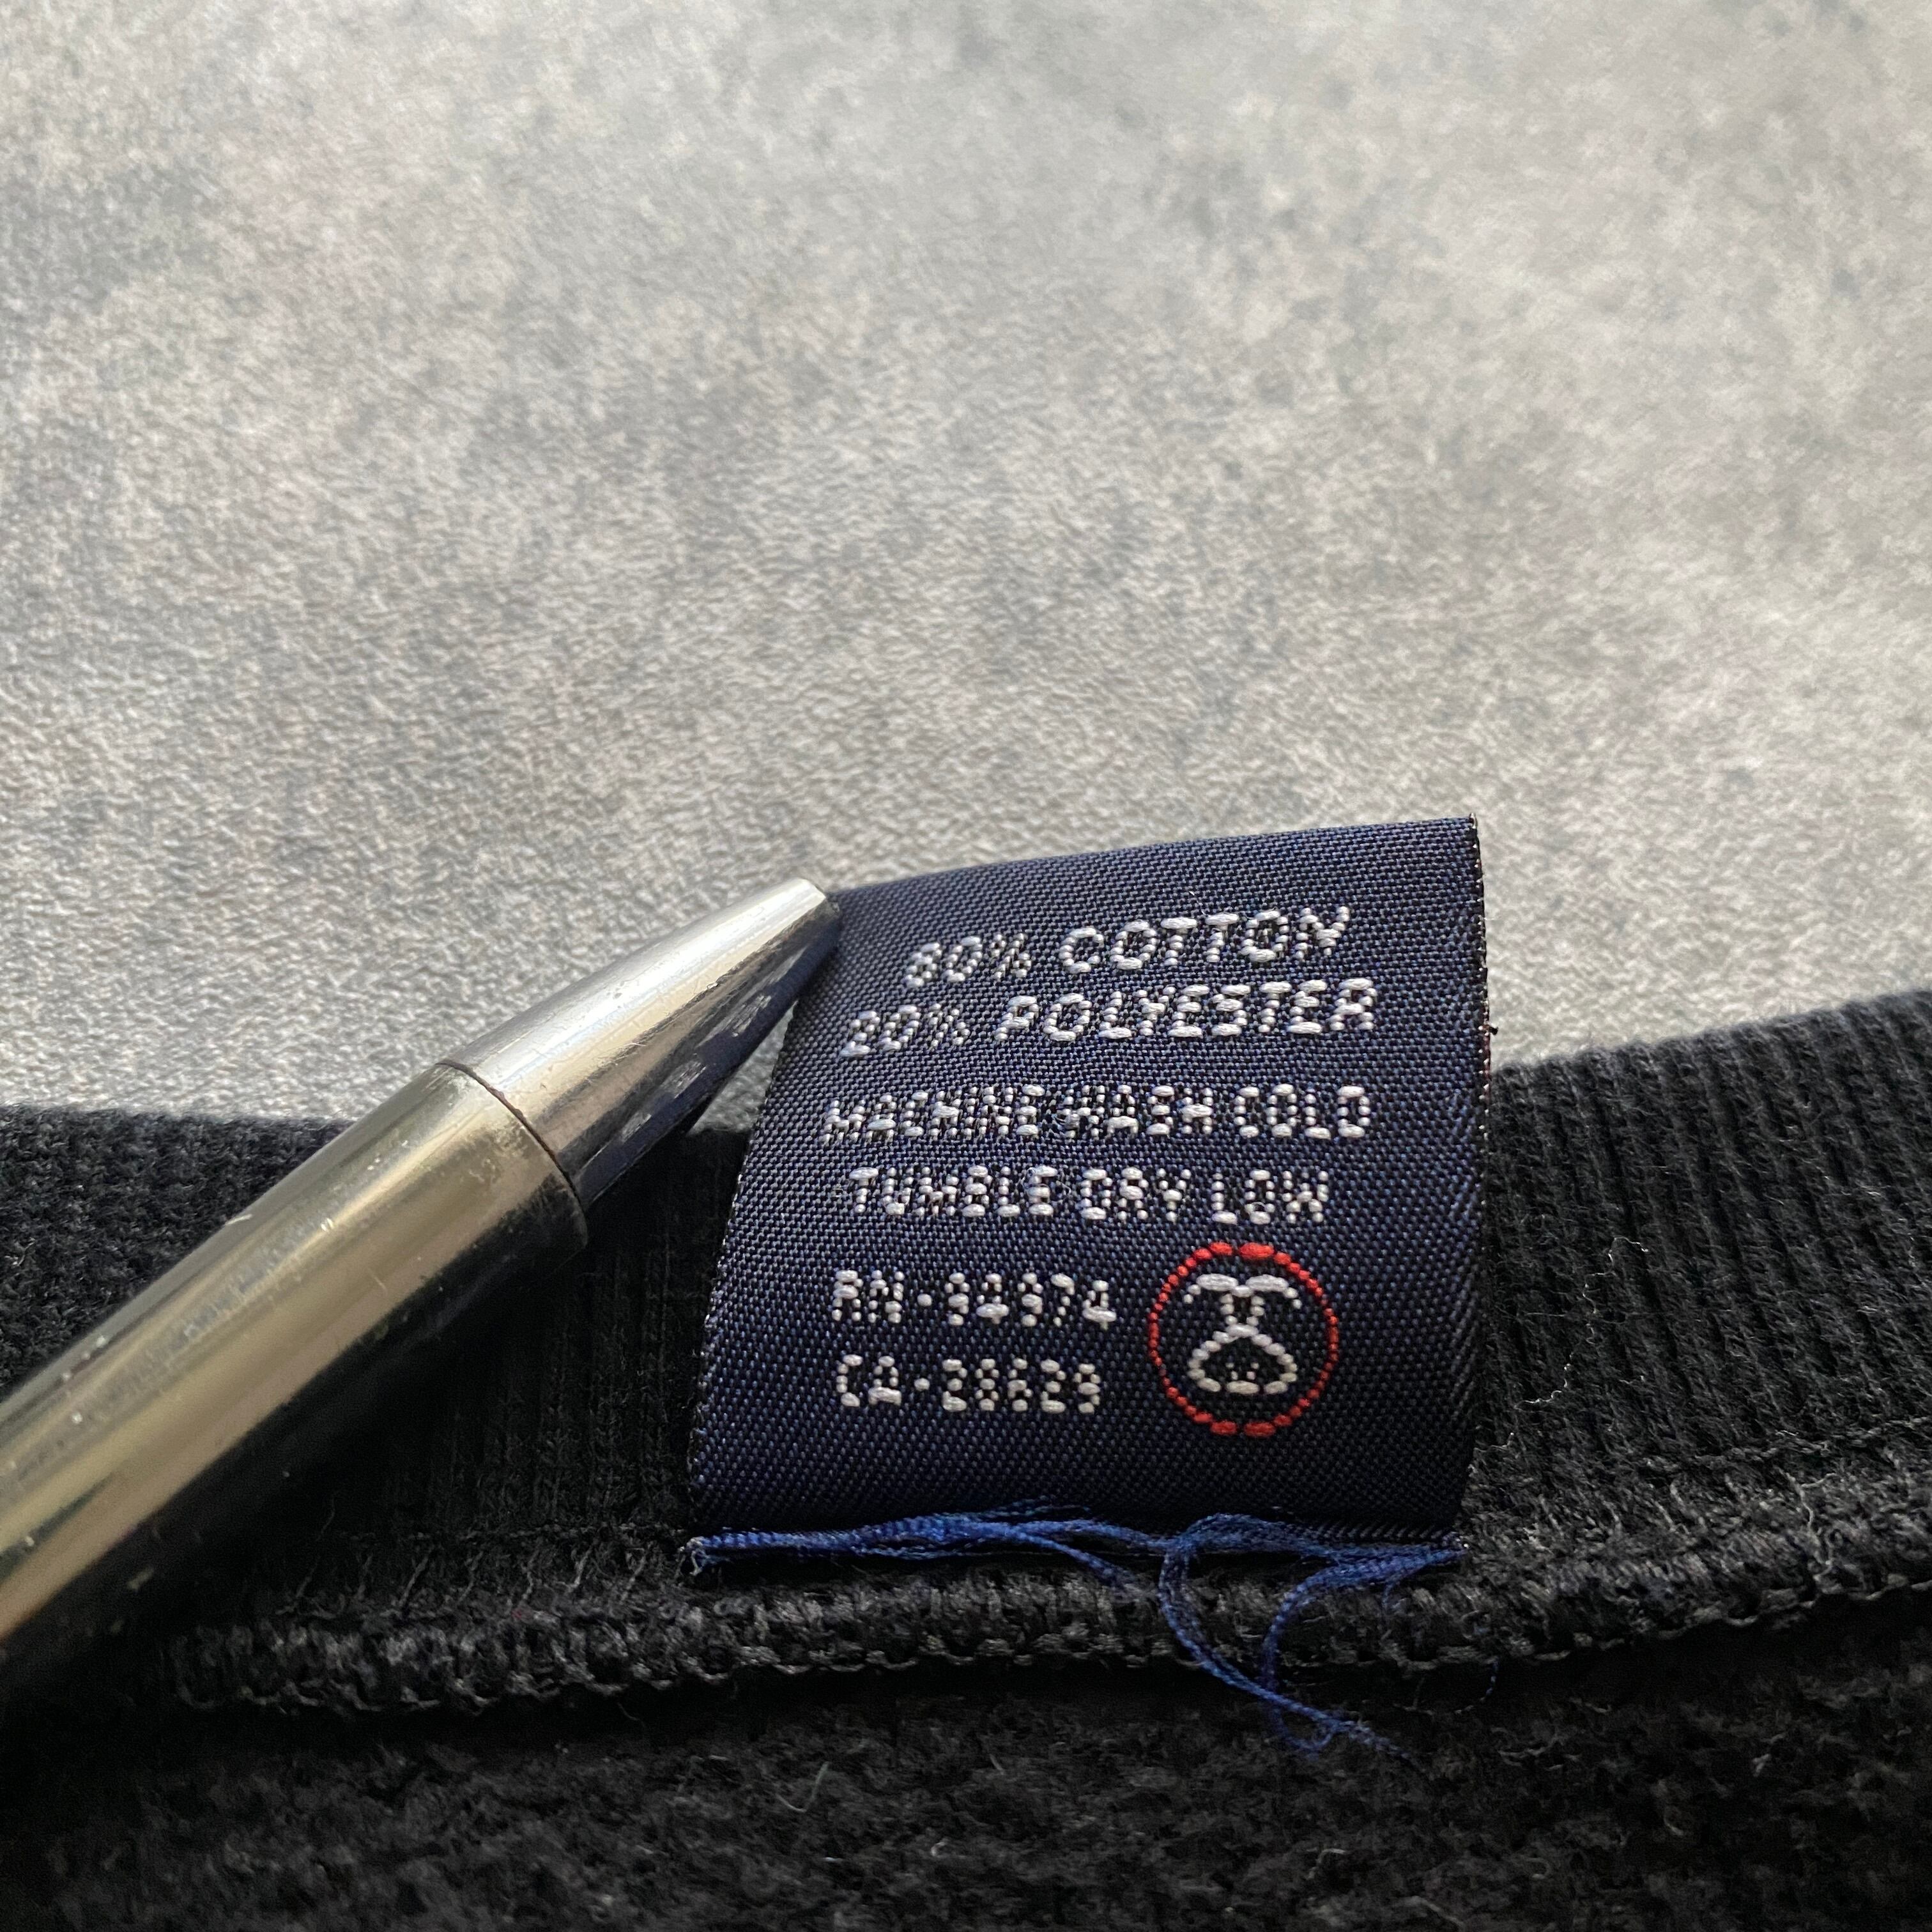 80% COTTON
20% POLYESTER
MACHINE WASH COLD
TUMBLE DRY LOW
RN-94974
CA-28629